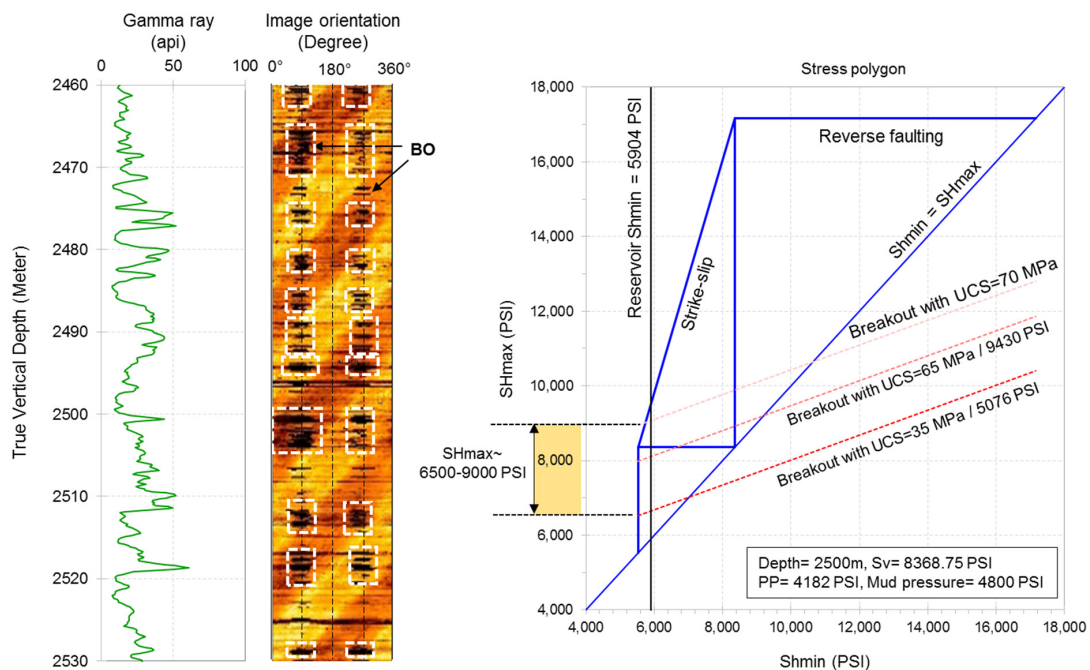 Gamma ray
(api)
0
50
100
Image orientation
(Degree)
0°
180°
360°
True Vertical Depth (Meter)
2460
2470
2480
2490
2500
2510
2520
2530
BO
Stress polygon
SHmax (PSI)
18,000
16,000
14,000
12,000
10,000
8,000
6,000
4,000
Reservoir Shmin = 5904 PSI
Strike-slip
Reverse faulting
Shmin = SHmax
Breakout with UCS=70 MPa
Breakout with UCS=65 MPa / 9430 PSI
Breakout with UCS=35 MPa / 5076 PSI
SHmax~
6500-9000 PSI
Depth= 2500m, Sv= 8368.75 PSI
PP= 4182 PSI, Mud pressure= 4800 PSI
4,000
6,000
8,000
10,000
12,000
14,000
16,000
18,000
Shmin (PSI)